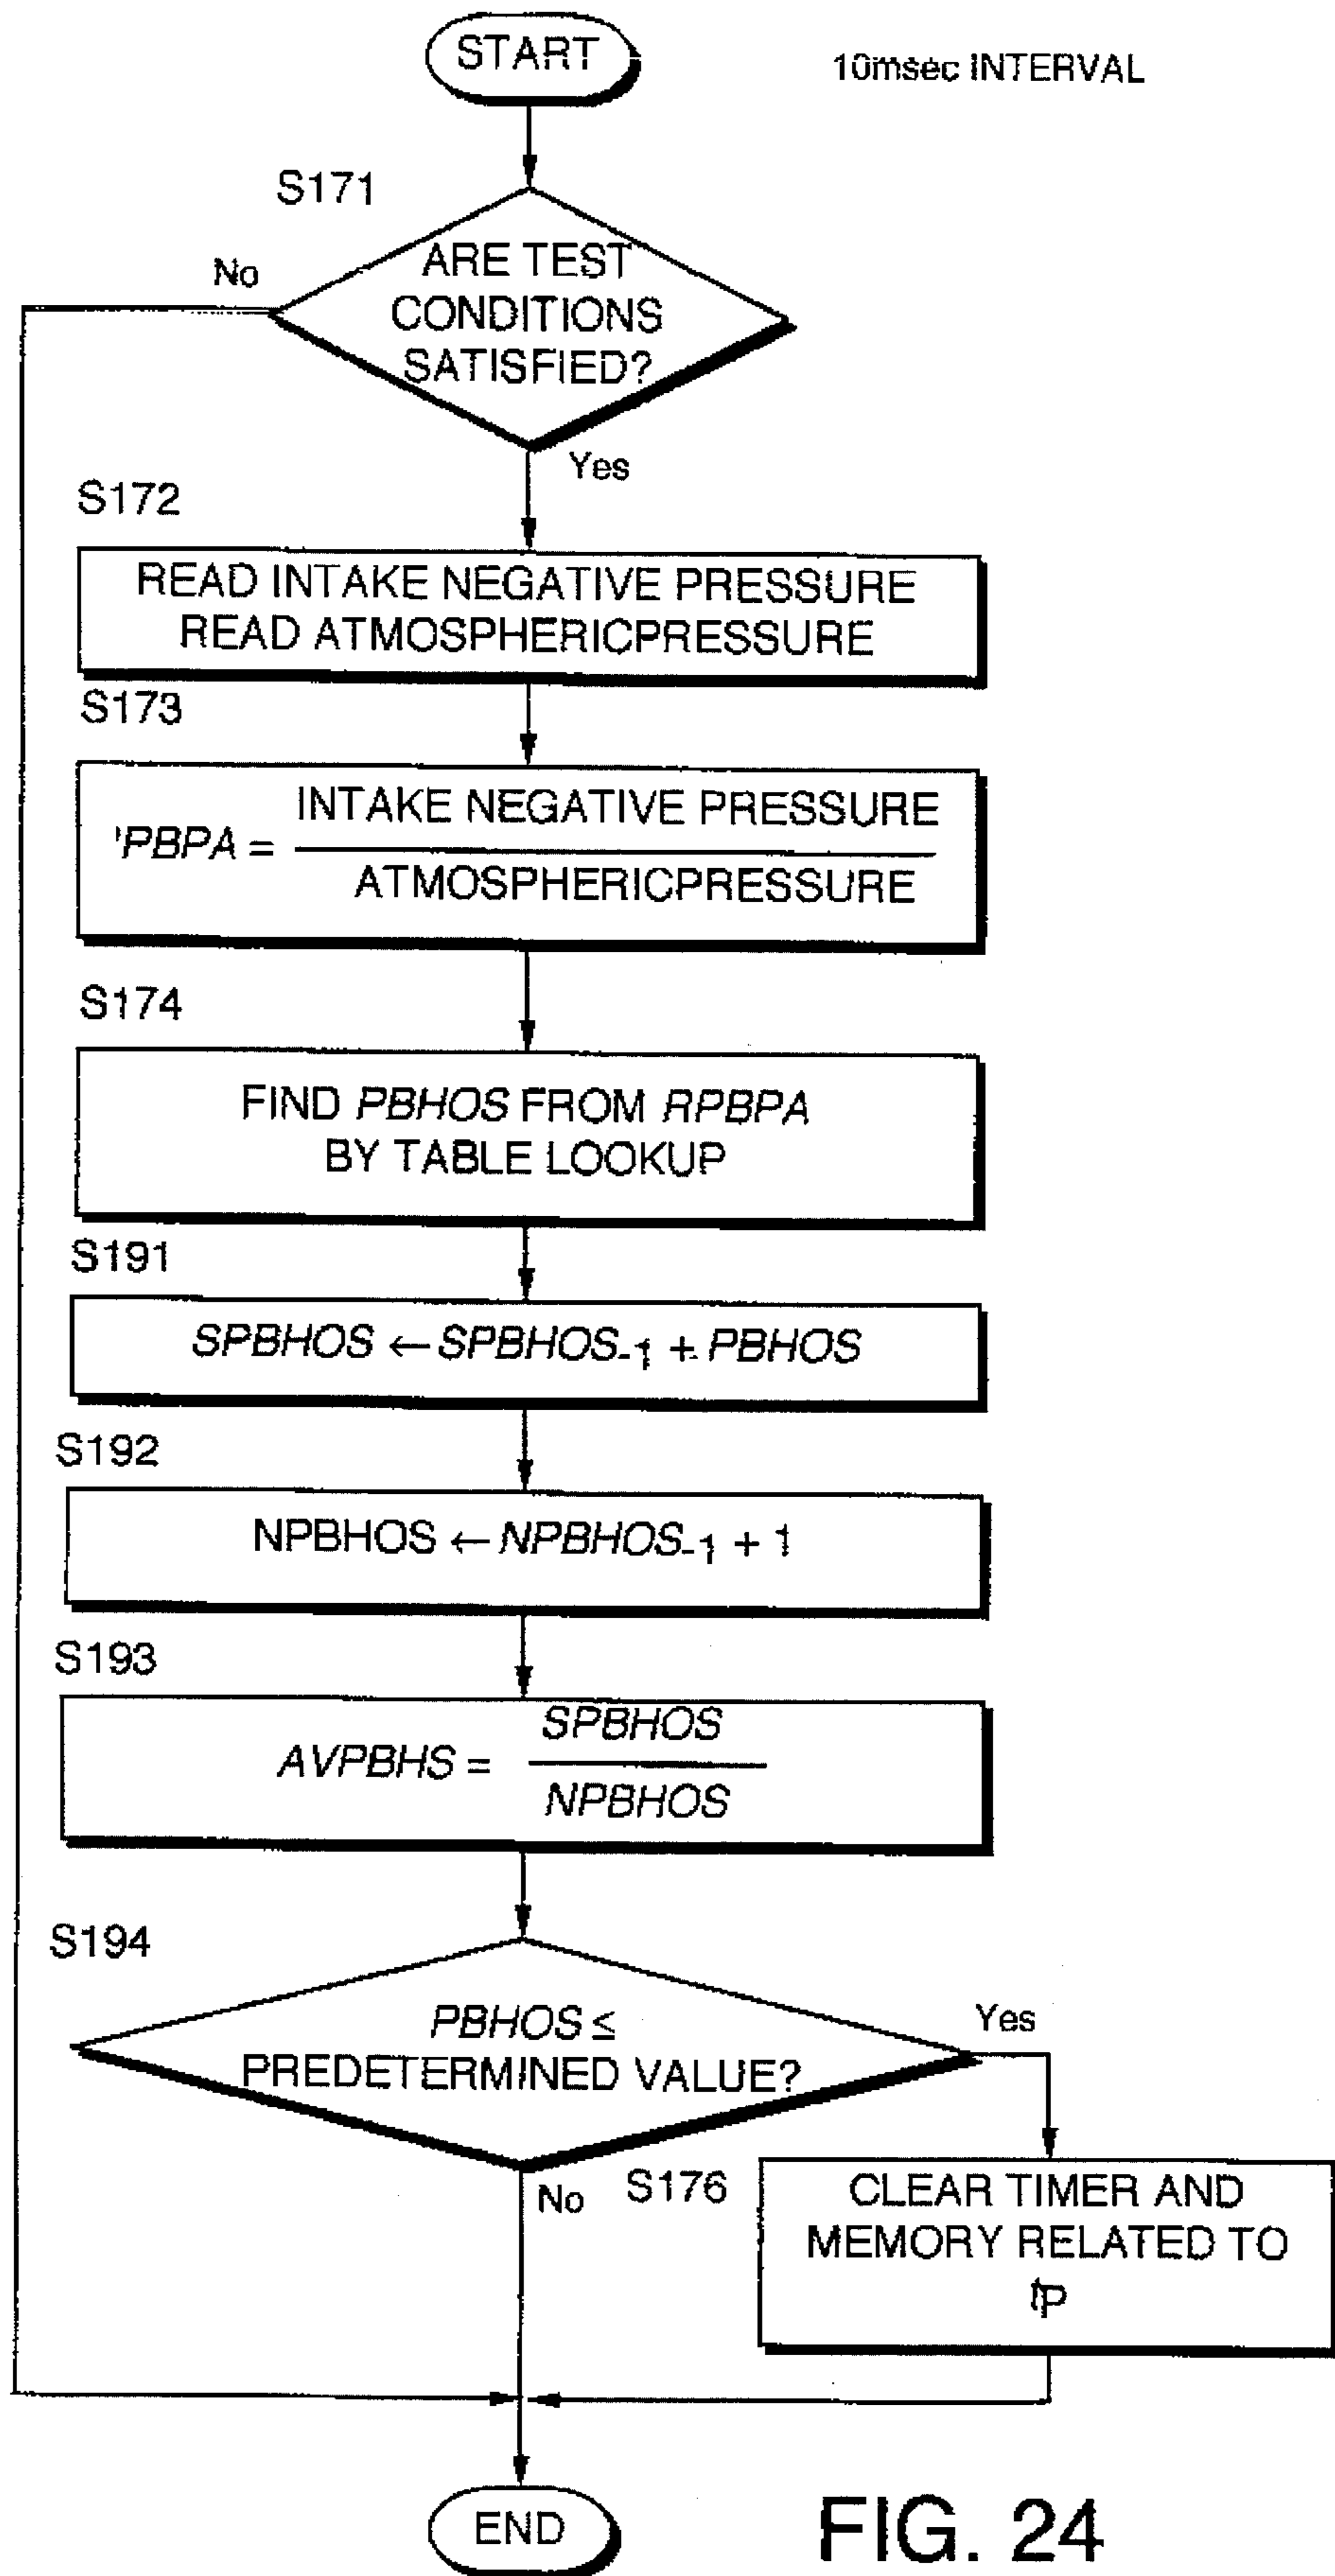 START
10msec INTERVAL
S171
ARE TEST
CONDITIONS
SATISFIED?
No
Yes
S172
READ INTAKE NEGATIVE PRESSURE
READ ATMOSPHERICPRESSURE
S173
'PBPA = INTAKE NEGATIVE PRESSURE
ATMOSPHERICPRESSURE
S174
FIND PBHOS FROM RPBPA
BY TABLE LOOKUP
S191
SPBHOS ← SPBHOS-1 + PBHOS
S192
NPBHOS ← NPBHOS-1 + 1
S193
AVPBHS = SPBHOS
NPBHOS
S194
PBHOS ≤
PREDETERMINED VALUE?
Yes
No
S176
CLEAR TIMER AND
MEMORY RELATED TO
tP
END
FIG. 24